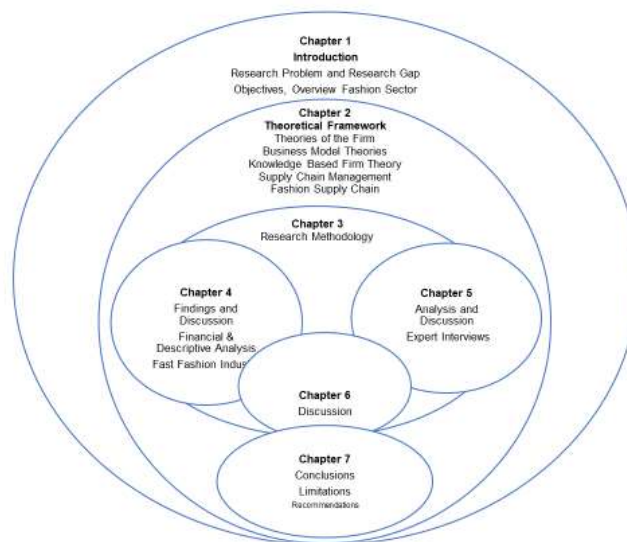 Chapter 1
Introduction
Research Problem and Research Gap
Objectives, Overview Fashion Sector
Chapter 2
Theoretical Framework
Theories of the Firm
Business Model Theories
Knowledge Based Firm Theory
Supply Chain Management
Fashion Supply Chain
Chapter 3
Research Methodology
Chapter 4
Findings and
Discussion
Financial &
Descriptive Analysis
Fast Fashion
Chapter 5
Analysis and
Discussion
Expert Interviews
Chapter 6
Discussion
Chapter 7
Conclusions
Limitations
Recommendations